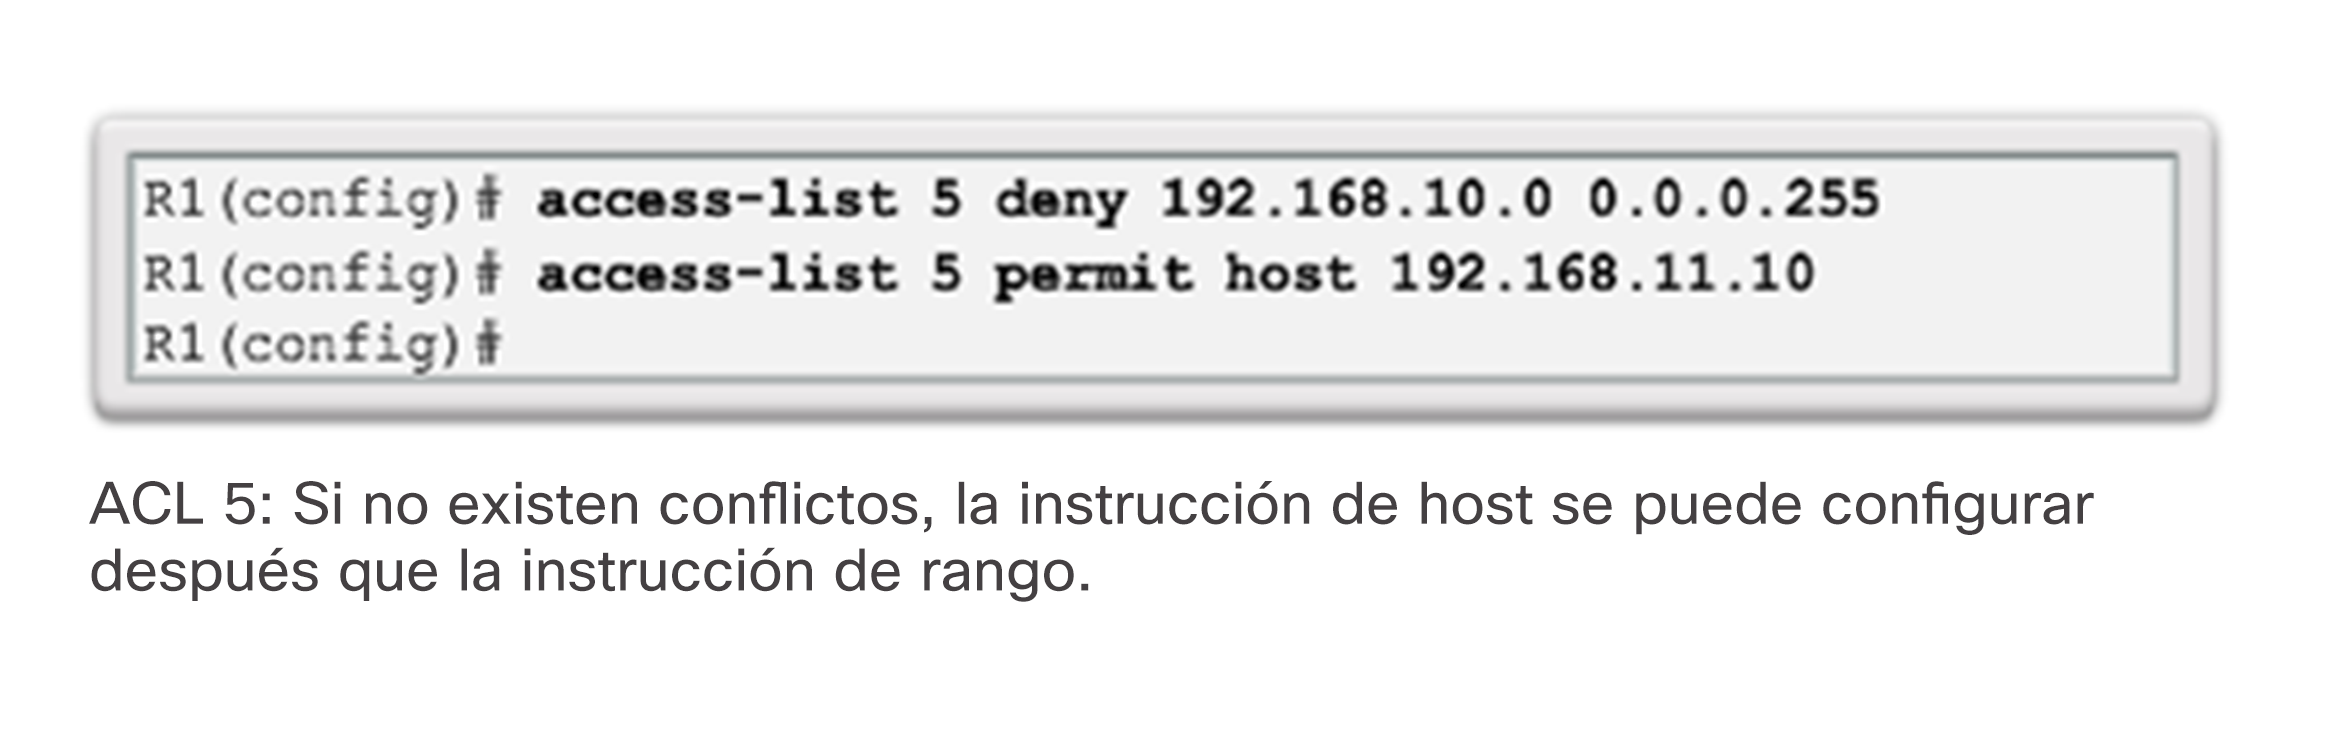 R1(config)# access-list 5 deny 192.168.10.0 0.0.0.255
R1(config)# access-list 5 permit host 192.168.11.10
R1(config)#
ACL 5: Si no existen conflictos, la instrucción de host se puede configurar
después que la instrucción de rango.